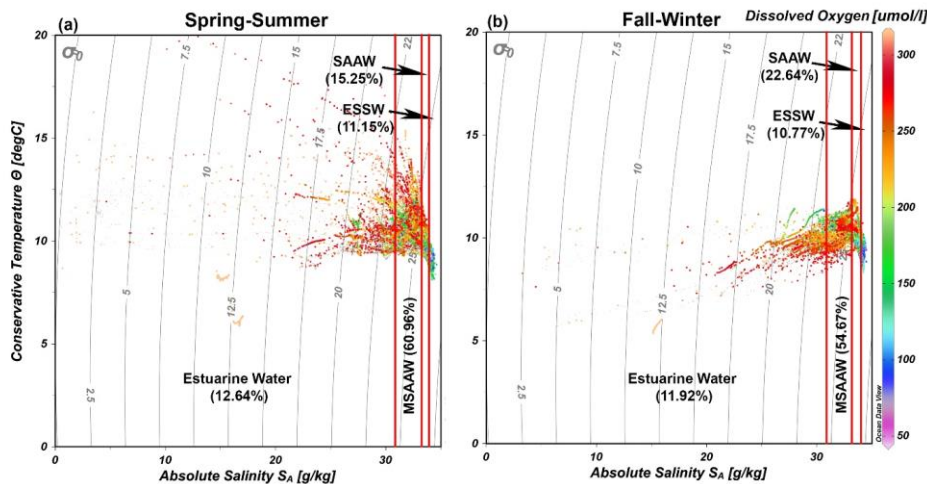 Spring-Summer
Fall-Winter
Dissolved Oxygen [umol/l]
(a)
σ0
2.5
5
7.5
10
12.5
17.5
20
22.
25
SAAW
(15.25%)
ESSW
(11.15%)
Estuarine Water
(12.64%)
MSAAW (60.96%)
20
15
10
5
0
Conservative Temperature Θ [degC]
0
10
20
30
Absolute Salinity SA [g/kg]
(b)
σ0
2.5
5
7.5
10
12.5
17.5
20
22
SAAW
(22.64%)
ESSW
(10.77%)
Estuarine Water
(11.92%)
MSAAW (54.67%)
20
15
10
5
0
0
10
20
30
Absolute Salinity SA [g/kg]
300
250
200
150
100
50
Ocean Data View